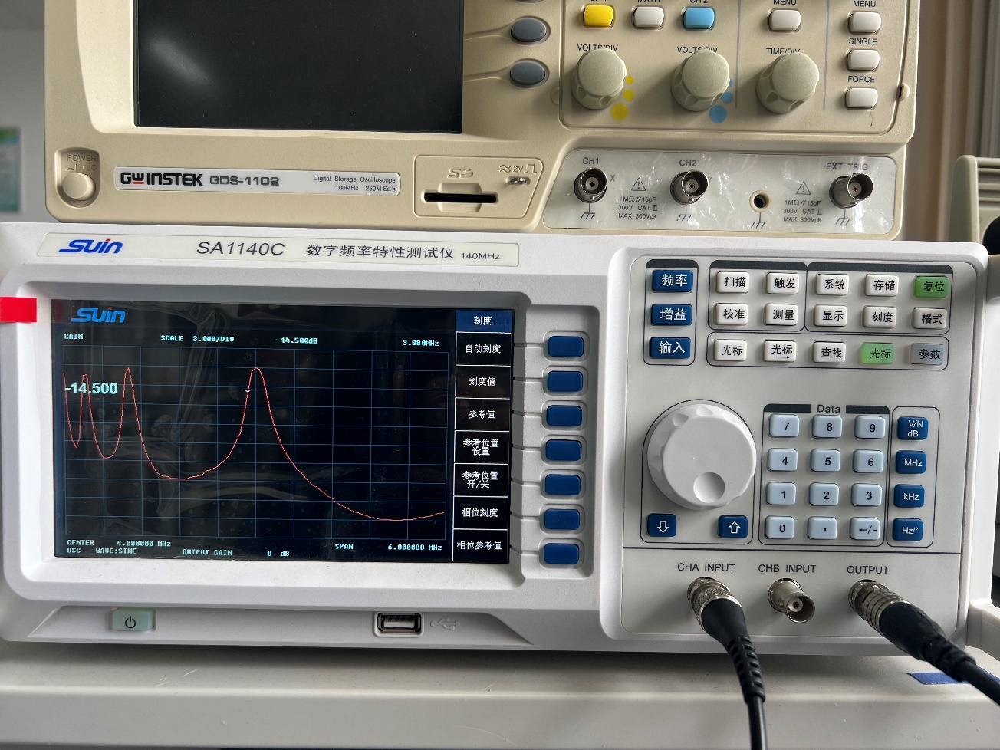 MATH
CH 2
MENU
MENU
VOLTS/DIV
VOLTS/DIV
TIME/DIV
SINGLE
FORCE
POWER
GWINSTEK GDS-1102
Digital Storage Oscilloscope
100MHz 250M Sa/s
≂2V
CH1
X
1MΩ//15pF
300V CAT Ⅱ
MAX. 300Vpk
CH2
Y
EXT TRIG
1MΩ//15pF
300V CAT Ⅱ
MAX. 300Vpk
SUIN SA1140C 数字频率特性测试仪 140MHz
SUIN
GAIN SCALE 3.0dB/DIV -14.500dB
-14.500
CENTER 4.000000 MHz SPAN 6.000000 MHz
OSC WAVE:SINE OUTPUT GAIN 0 dB
刻度
自动刻度
刻度值
参考值
参考位置
设置
参考位置
开/关
相位刻度
相位参考值
频率 扫描 触发 系统 存储 复位
增益 校准 测量 显示 刻度 格式
输入 光标 光标→ 查找 光标 参数
Data
7 8 9 V/N dB
4 5 6 MHz
1 2 3 kHz
0 · ←/- Hz/°
CHA INPUT CHB INPUT OUTPUT